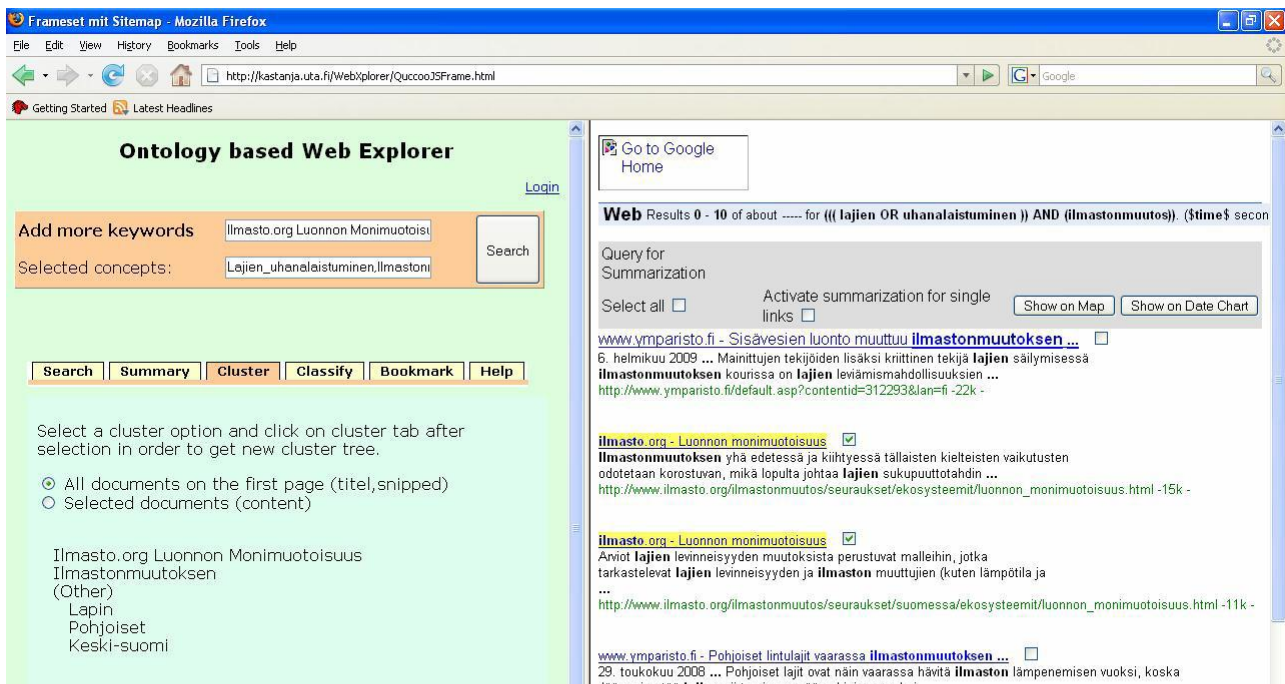 Frameset mit Sitemap - Mozilla Firefox
File Edit View History Bookmarks Tools Help
http://kastanja.uta.fi/WebXplorer/QuccooJSFrame.html
G Google
Getting Started Latest Headlines
Ontology based Web Explorer
Login
Add more keywords Ilmasto.org Luonnon Monimuotoisu
Selected concepts: Lajien_uhanalaistuminen,Ilmaston
Search
Search Summary Cluster Classify Bookmark Help
Select a cluster option and click on cluster tab after
selection in order to get new cluster tree.
All documents on the first page (titel,snipped)
Selected documents (content)
Ilmasto.org Luonnon Monimuotoisuus
Ilmastonmuutoksen
(Other)
Lapin
Pohjoiset
Keski-suomi
Go to Google
Home
Web Results 0 - 10 of about ----- for ((( lajien OR uhanalaistuminen )) AND (ilmastonmuutos)). ($time$ secon
Query for
Summarization
Select all
Activate summarization for single
links
Show on Map Show on Date Chart
www.ymparisto.fi - Sisävesien luonto muuttuu ilmastonmuutoksen ...
6. helmikuu 2009 ... Mainittujen tekijöiden lisäksi kriittinen tekijä lajien säilymisessä
ilmastonmuutoksen kourissa on lajien leviämismahdollisuuksien ...
http://www.ymparisto.fi/default.asp?contentid=312293&lan=fi -22k -
ilmasto.org - Luonnon monimuotoisuus
Ilmastonmuutoksen yhä edetessä ja kiihtyessä tällaisten kielteisten vaikutusten
odotetaan korostuvan, mikä lopulta johtaa lajien sukupuuttotahdin ...
http://www.ilmasto.org/ilmastonmuutos/seuraukset/ekosysteemit/luonnon_monimuotoisuus.html -15k -
ilmasto.org - Luonnon monimuotoisuus
Arviot lajien levinneisyyden muutoksista perustuvat malleihin, jotka
tarkastelevat lajien levinneisyyden ja ilmaston muuttujien (kuten lämpötila ja
...
http://www.ilmasto.org/ilmastonmuutos/seuraukset/suomessa/ekosysteemit/luonnon_monimuotoisuus.html -11k -
www.ymparisto.fi - Pohjoiset lintulajit vaarassa ilmastonmuutoksen ...
29. toukokuu 2008 ... Pohjoiset lajit ovat näin vaarassa hävitä ilmaston lämpenemisen vuoksi, koska